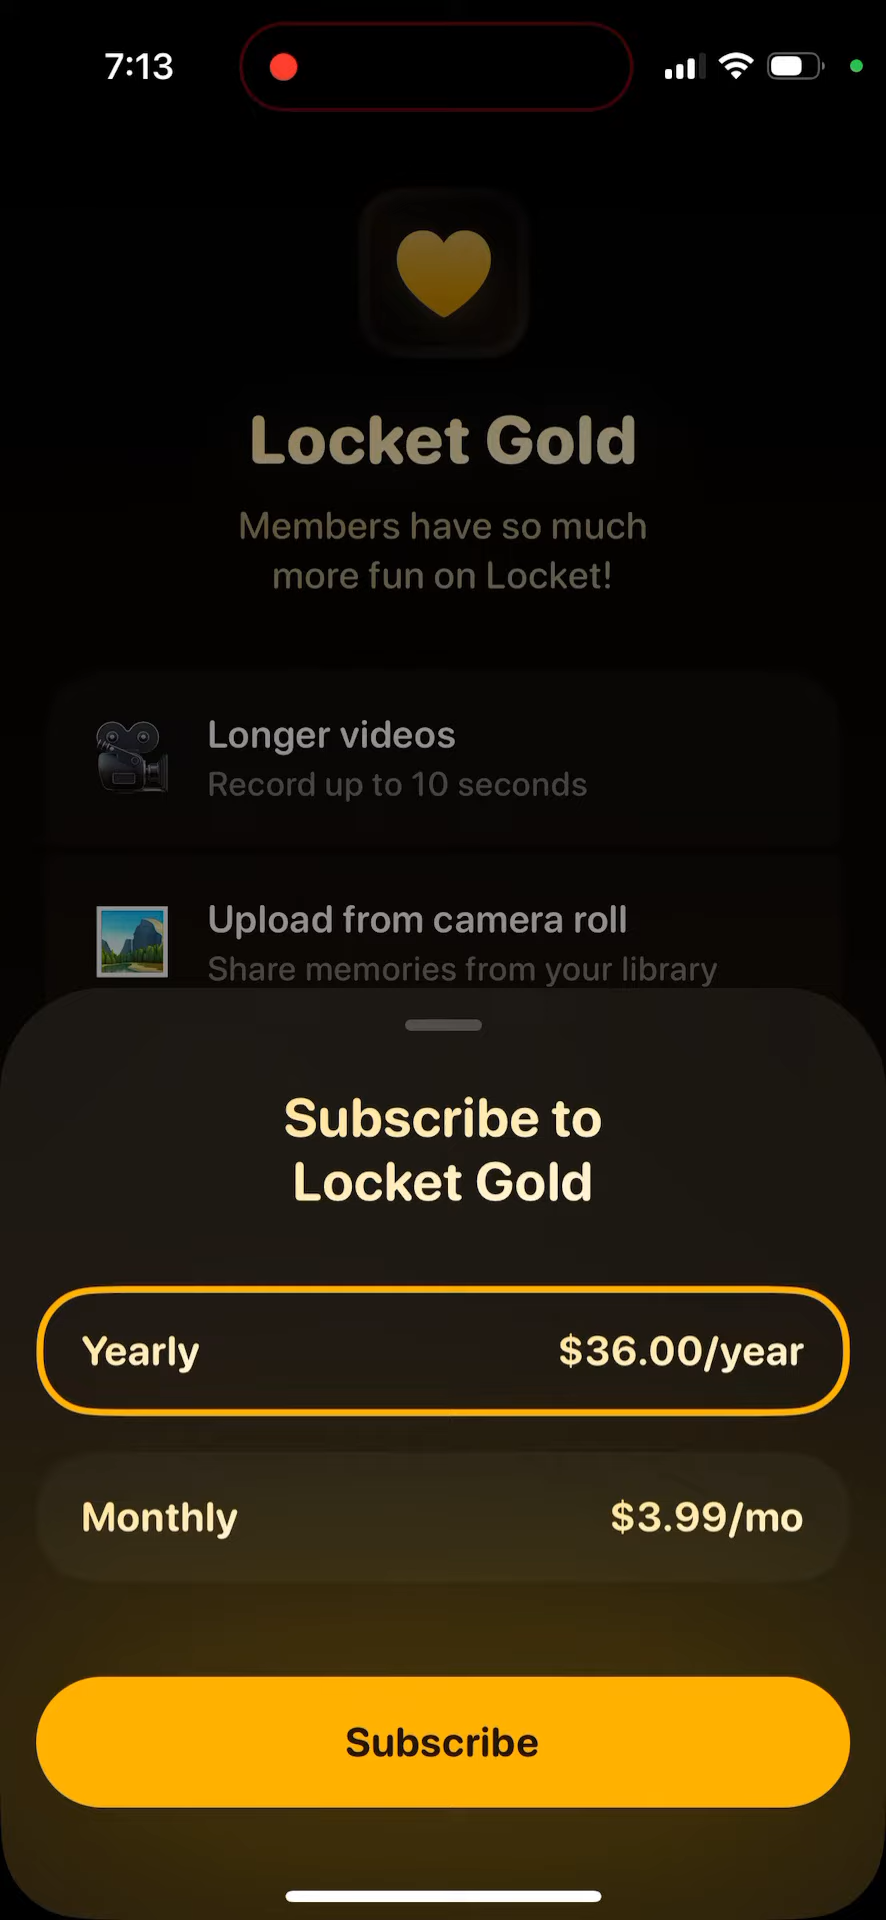 7:13
Locket Gold
Members have so much
more fun on Locket!
Longer videos
Record up to 10 seconds
Upload from camera roll
Share memories from your library
Subscribe to
Locket Gold
Yearly $36.00/year
Monthly $3.99/mo
Subscribe